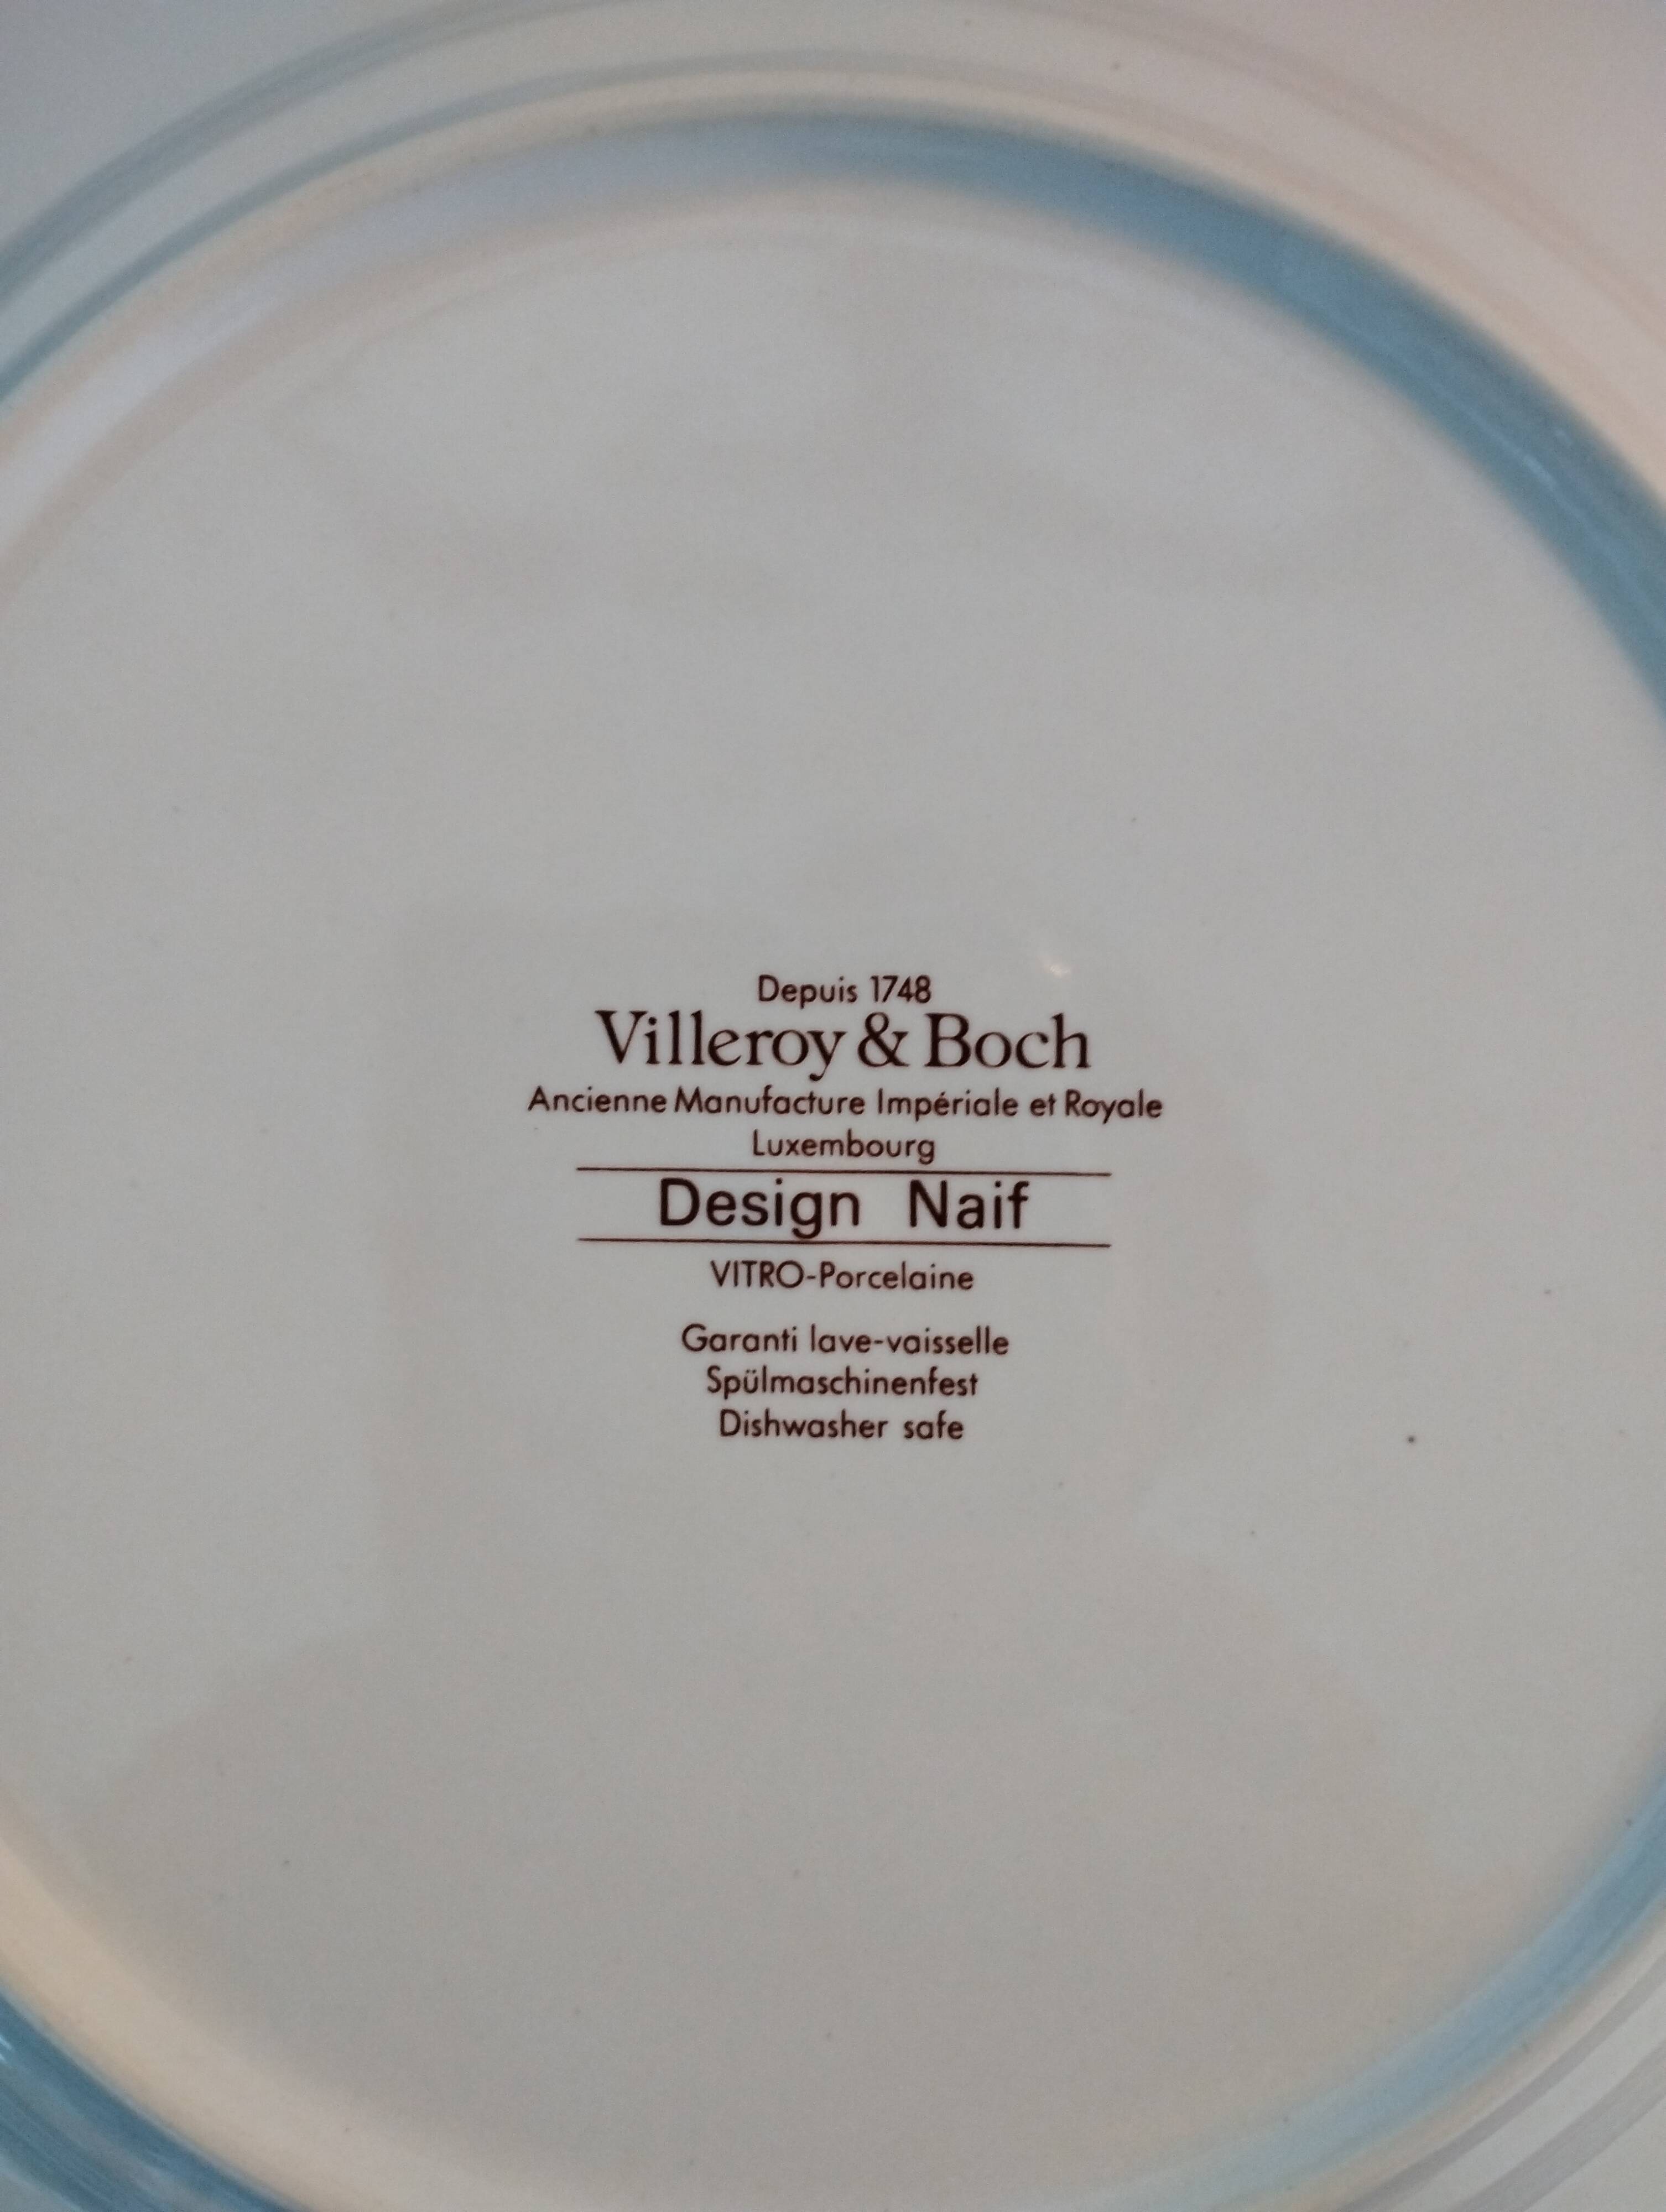 Depuis 1748
Villeroy & Boch
Ancienne Manufacture Impériale et Royale
Luxembourg
Design Naif
VITRO-Porcelaine
Garanti lave-vaisselle
Spülmaschinenfest
Dishwasher safe